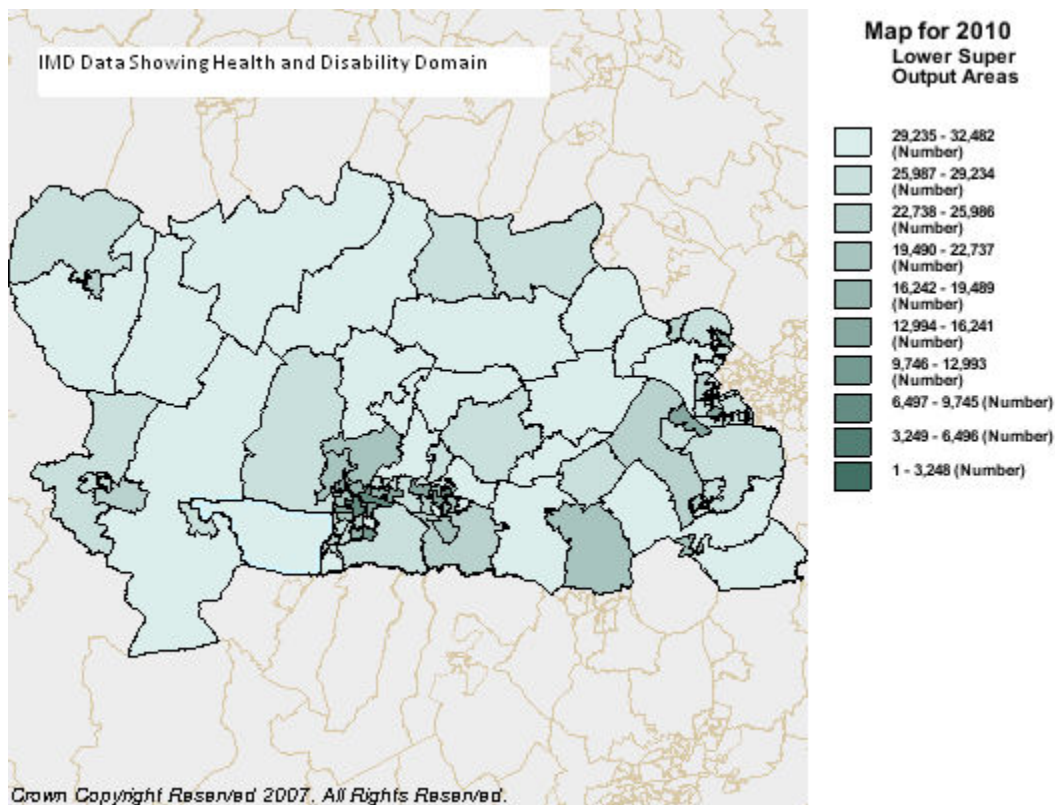 IMD Data Showing Health and Disability Domain
Map for 2010
Lower Super
Output Areas
29,235 - 32,482
(Number)
25,987 - 29,234
(Number)
22,738 - 25,986
(Number)
19,490 - 22,737
(Number)
16,242 - 19,489
(Number)
12,994 - 16,241
(Number)
9,746 - 12,993
(Number)
6,497 - 9,745 (Number)
3,249 - 6,496 (Number)
1 - 3,248 (Number)
Crown Copyright Reserved 2007. All Rights Reserved.